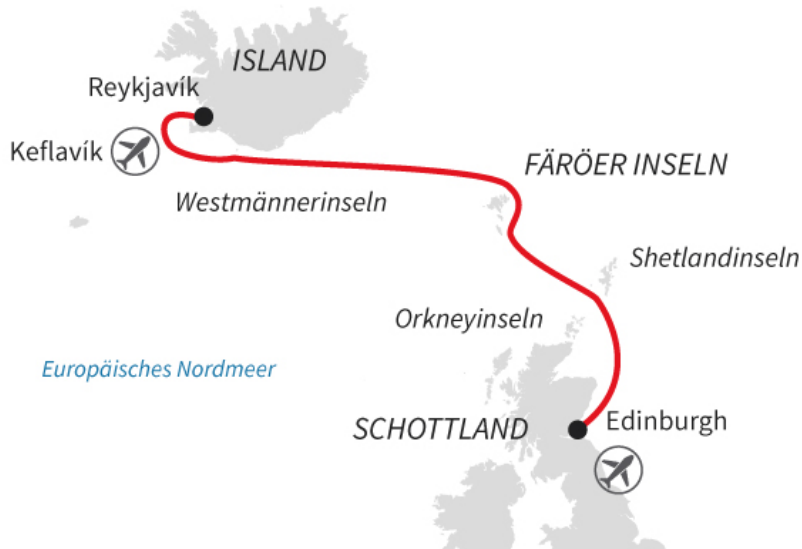 ISLAND
Reykjavík
Keflavík
FÄRÖER INSELN
Westmännerinseln
Shetlandinseln
Orkneyinseln
Europäisches Nordmeer
SCHOTTLAND
Edinburgh